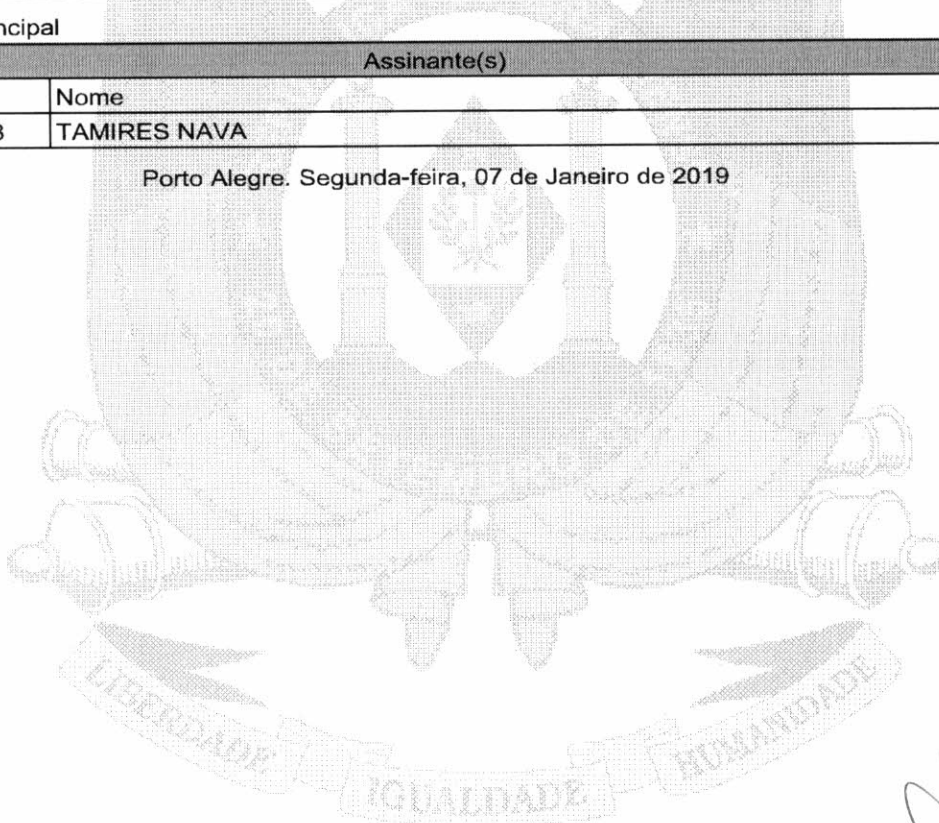 ncipal
Assinante(s)
Nome
TAMIRES NAVA
Porto Alegre. Segunda-feira, 07 de Janeiro de 2019
LIBERDADE
IGUALDADE
HUMANIDADE